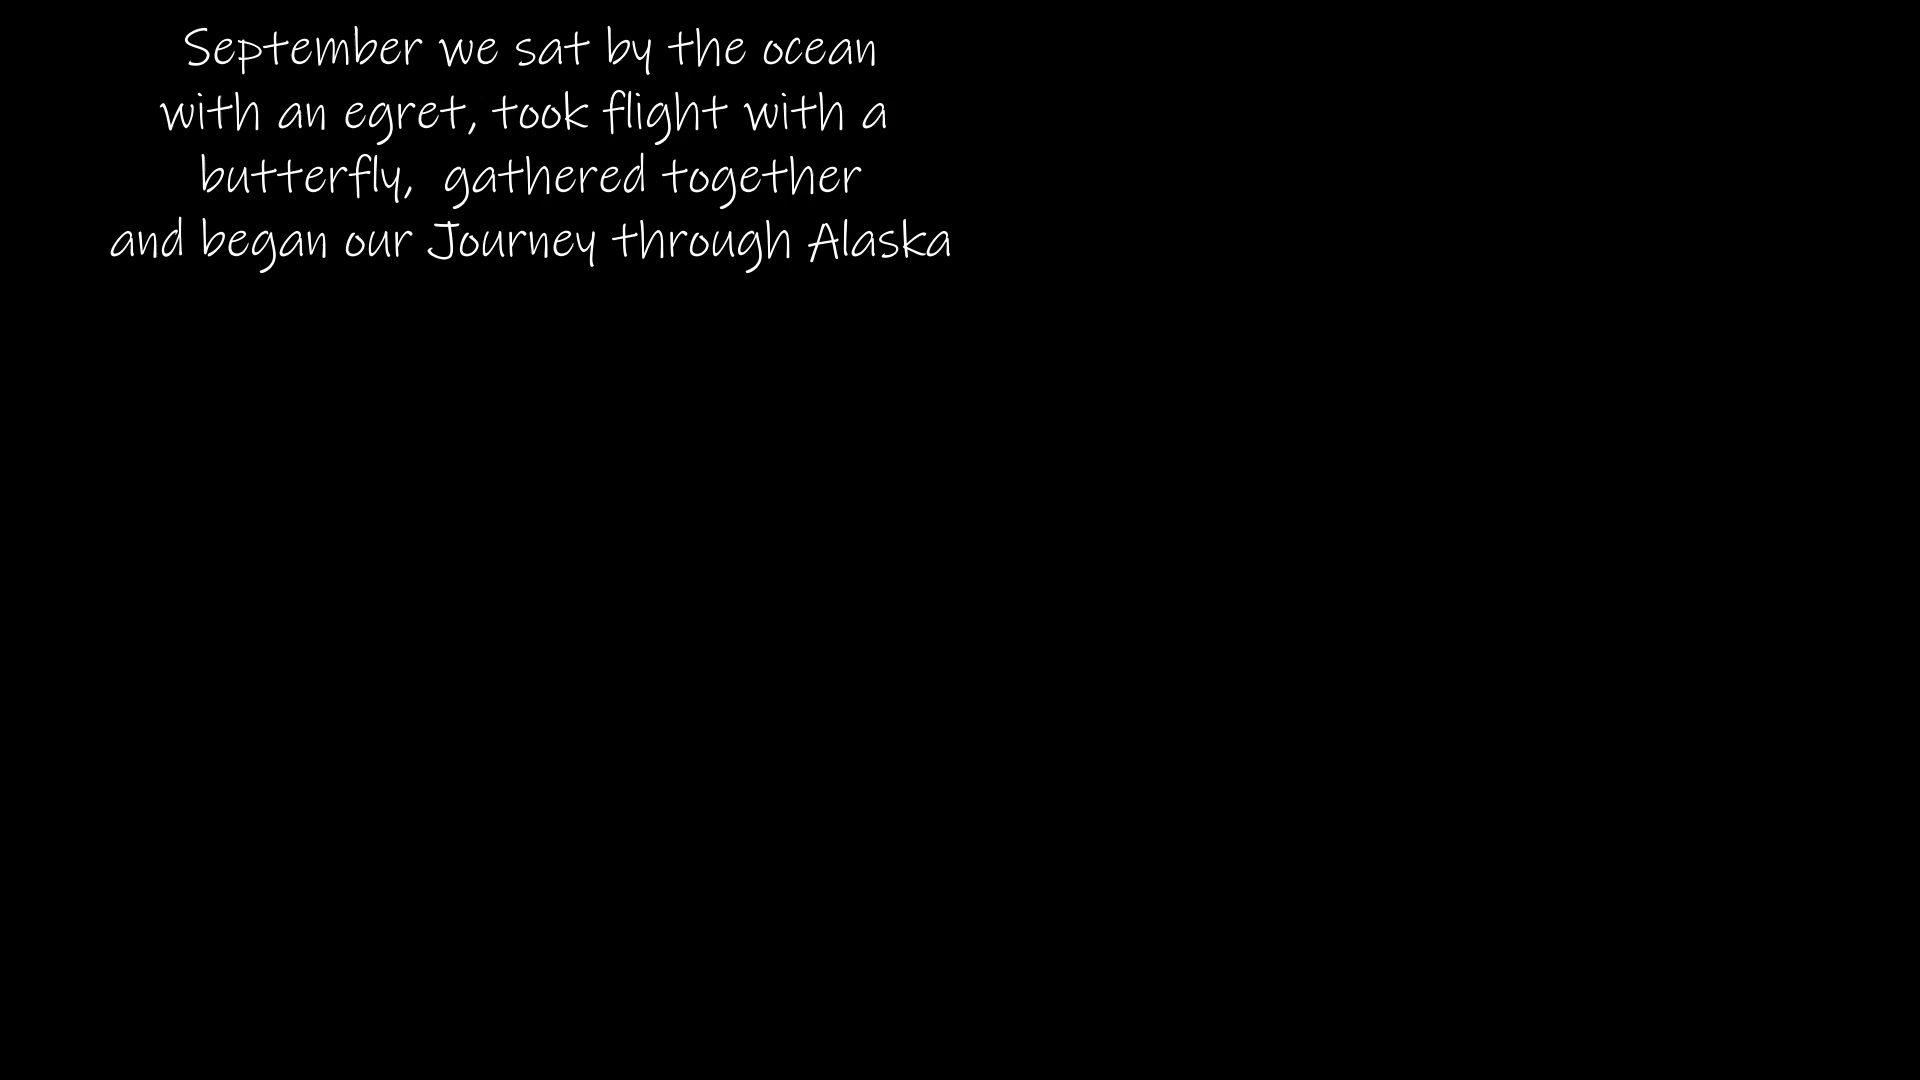 September we sat by the ocean
with an egret, took flight with a
butterfly,  gathered together
and began our Journey through Alaska